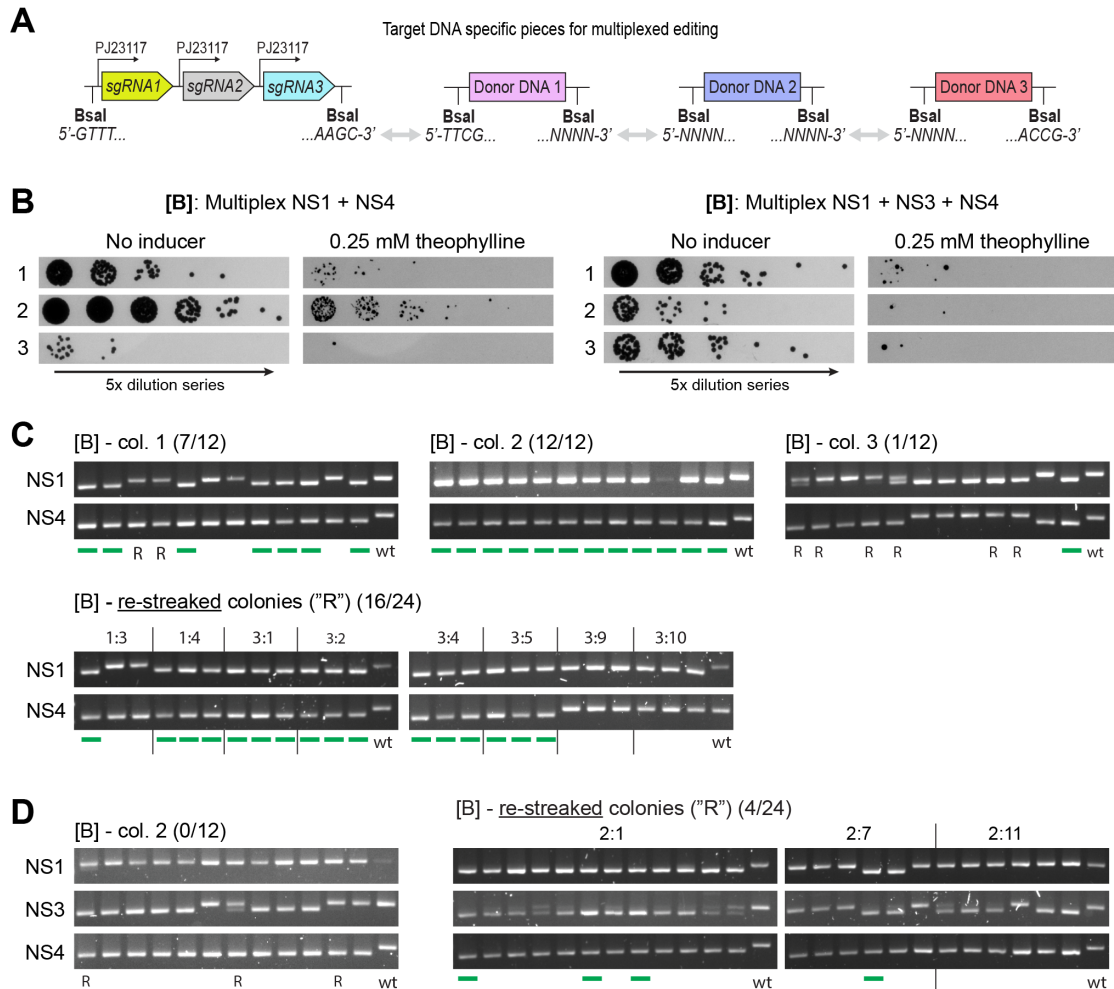 A
Target DNA specific pieces for multiplexed editing
PJ23117 PJ23117 PJ23117
sgRNA1 sgRNA2 sgRNA3 Donor DNA 1 Donor DNA 2 Donor DNA 3
BsaI BsaI BsaI BsaI BsaI BsaI BsaI BsaI
5'-GTTT... ...AAGC-3' 5'-TTCG... ...NNNN-3' 5'-NNNN... ...NNNN-3' 5'-NNNN... ...ACCG-3'
B
[B]: Multiplex NS1 + NS4
No inducer 0.25 mM theophylline
1
2
3
5x dilution series
[B]: Multiplex NS1 + NS3 + NS4
No inducer 0.25 mM theophylline
1
2
3
5x dilution series
C
[B] - col. 1 (7/12) [B] - col. 2 (12/12) [B] - col. 3 (1/12)
NS1
NS4
R R wt wt R R R R R R wt
[B] - re-streaked colonies ("R") (16/24)
1:3 1:4 3:1 3:2 3:4 3:5 3:9 3:10
NS1
NS4
wt wt
D
[B] - col. 2 (0/12)
NS1
NS3
NS4
R R R wt
[B] - re-streaked colonies ("R") (4/24)
2:1 2:7 2:11
wt wt